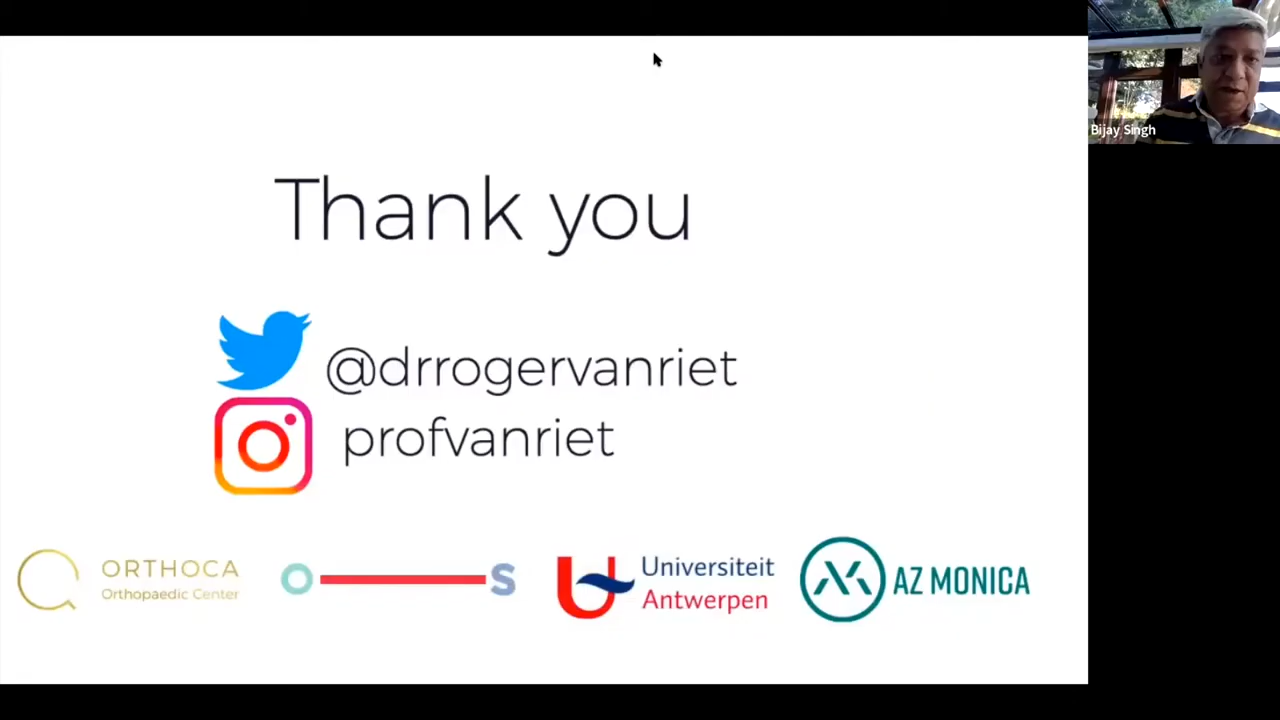 Bijay Singh
Thank you
@drrogervanriet
profvanriet
ORTHOCA
Orthopaedic Center
O S
Universiteit
Antwerpen
AZ MONICA